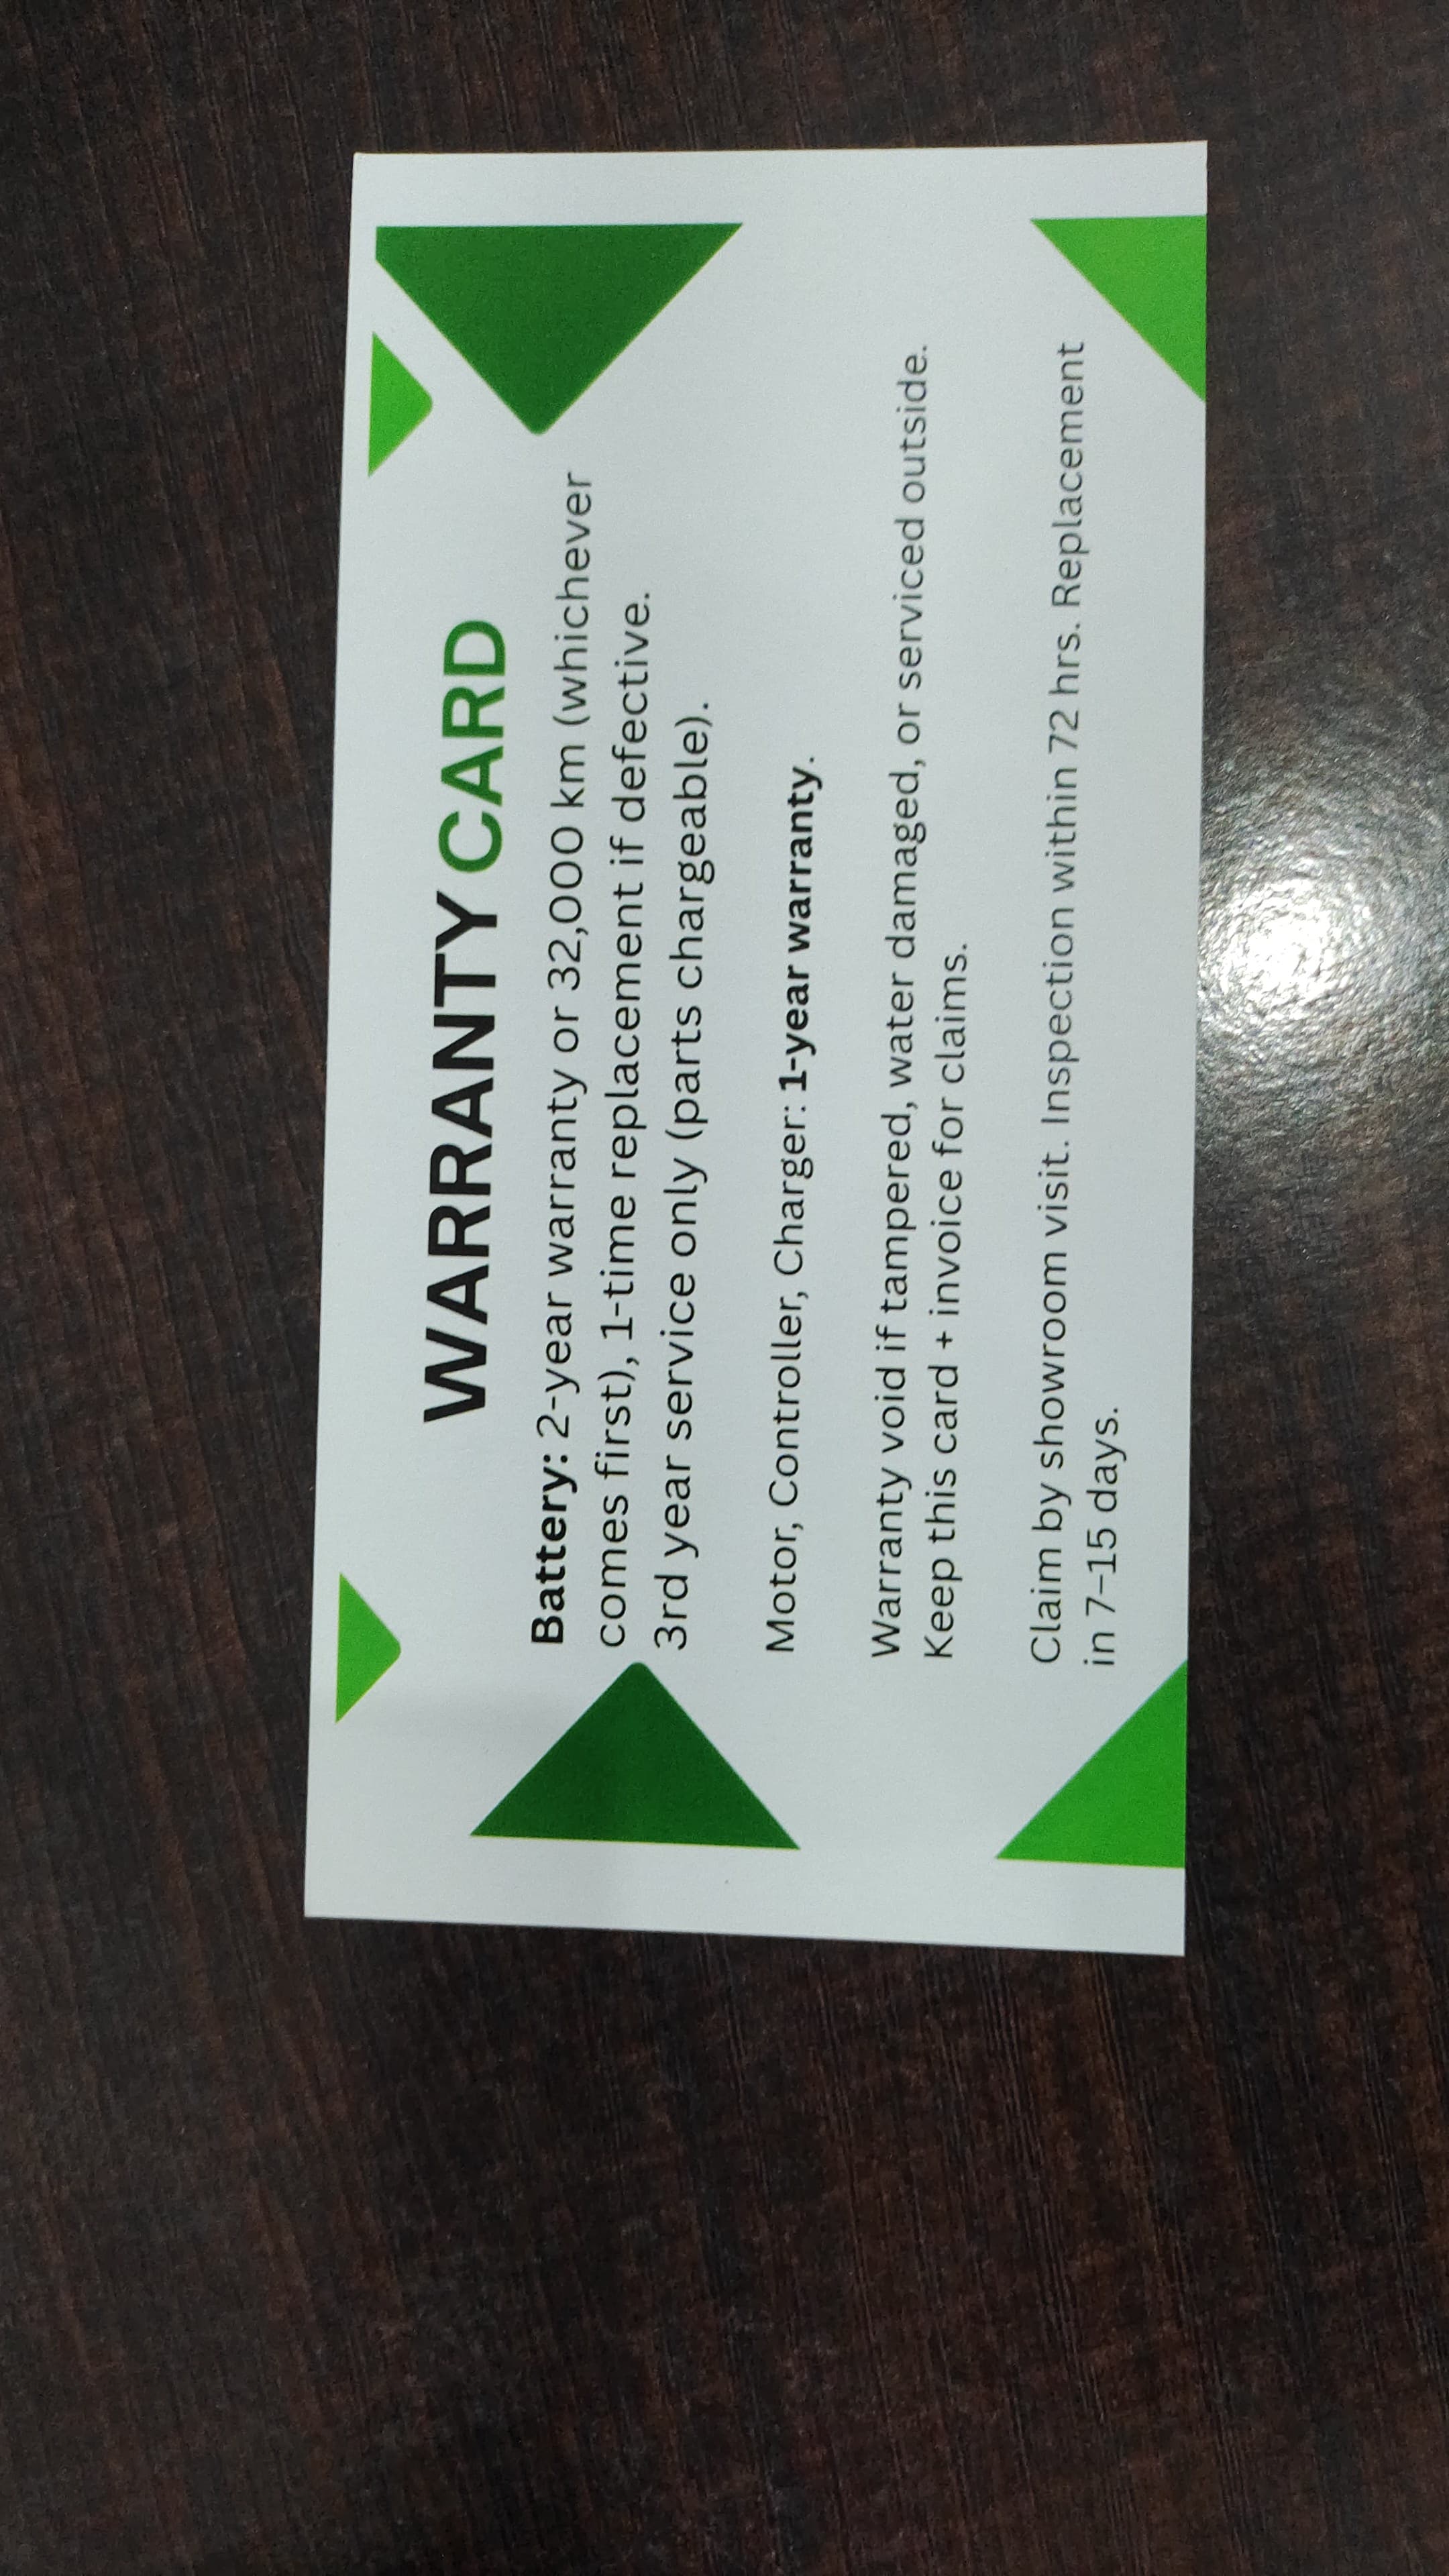 WARRANTY CARD
Battery: 2-year warranty or 32,000 km (whichever
comes first), 1-time replacement if defective.
3rd year service only (parts chargeable).
Motor, Controller, Charger: 1-year warranty.
Warranty void if tampered, water damaged, or serviced outside.
Keep this card + invoice for claims.
Claim by showroom visit. Inspection within 72 hrs. Replacement
in 7–15 days.